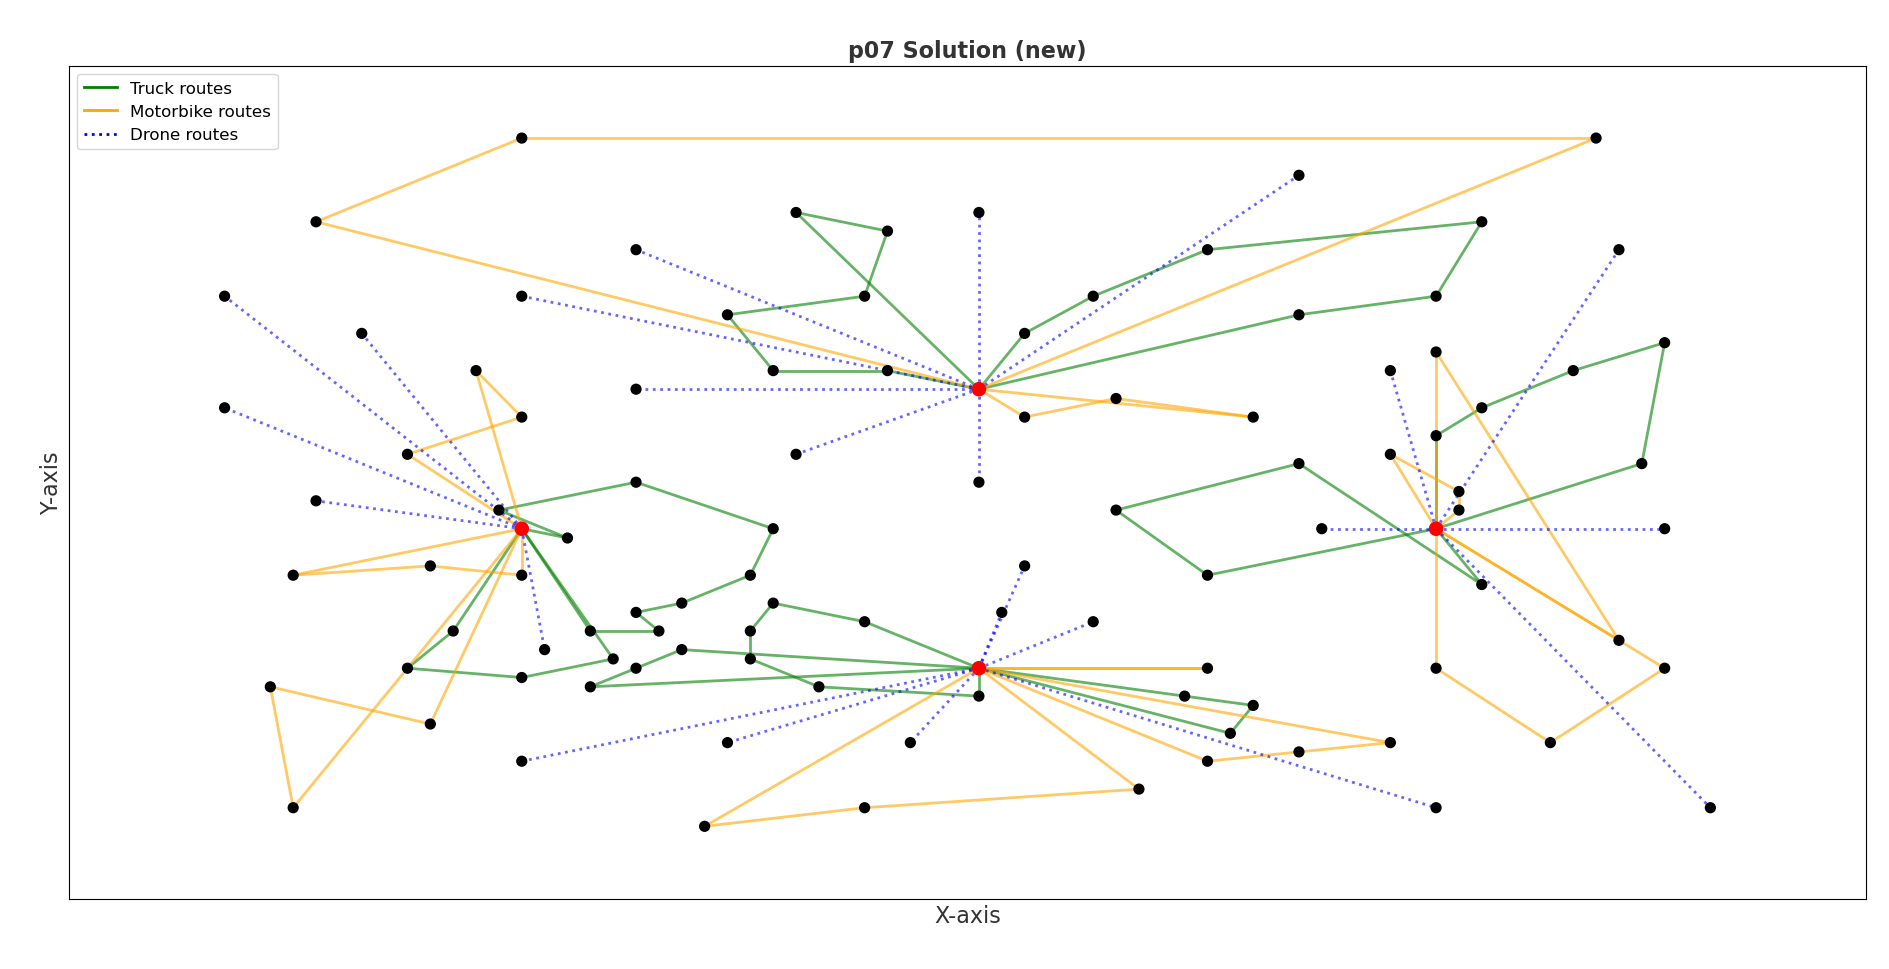 p07 Solution (new)
Truck routes
Motorbike routes
Drone routes
Y-axis
X-axis